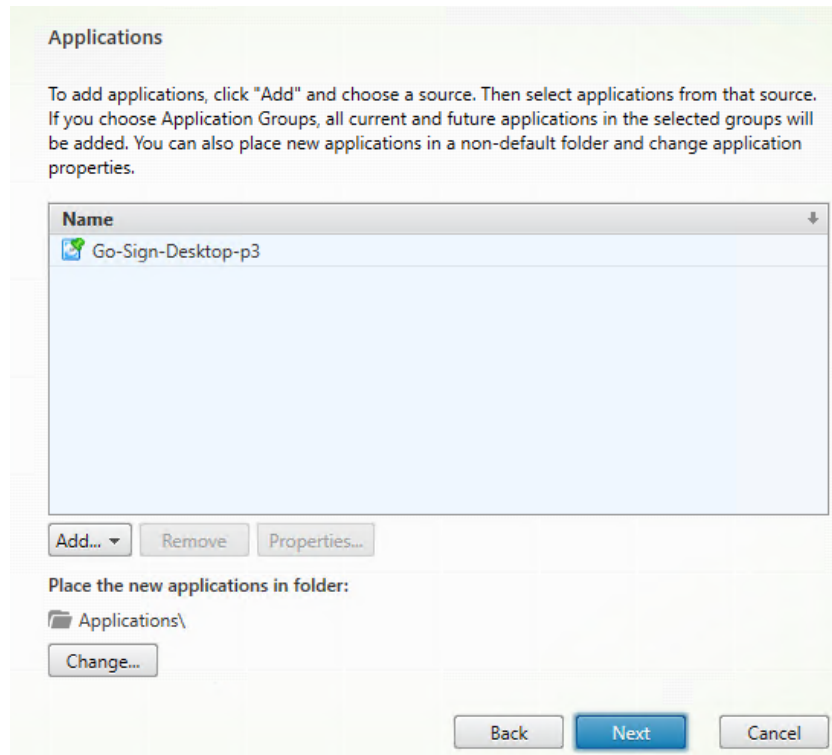 Applications
To add applications, click "Add" and choose a source. Then select applications from that source.
If you choose Application Groups, all current and future applications in the selected groups will
be added. You can also place new applications in a non-default folder and change application
properties.
Name
Go-Sign-Desktop-p3
Add... Remove Properties...
Place the new applications in folder:
Applications\
Change...
Back Next Cancel